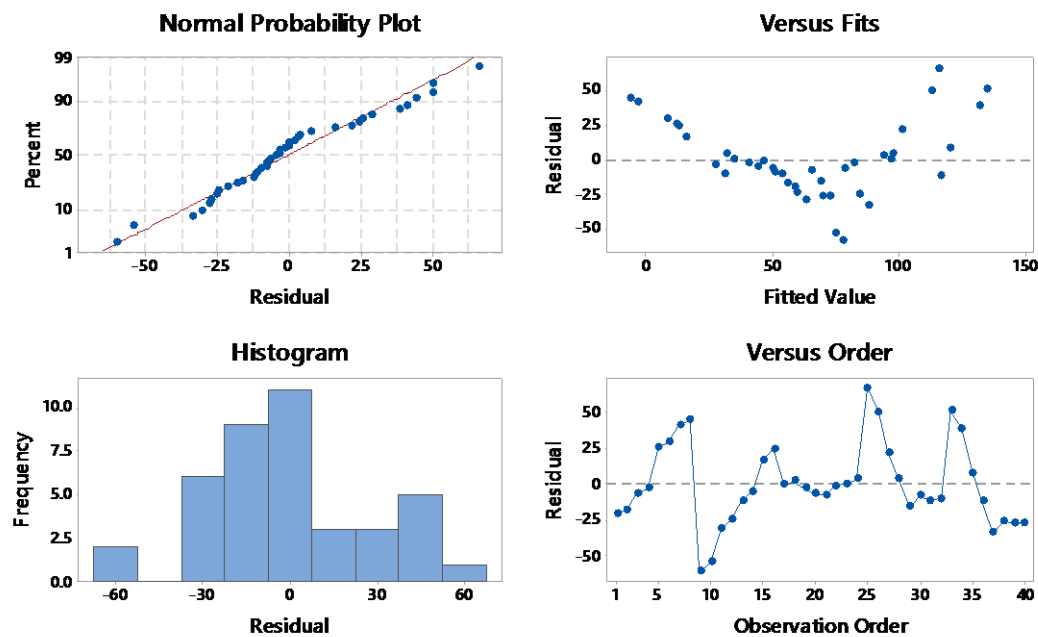 Normal Probability Plot
99
90
50
10
1
Percent
−50 −25 0 25 50
Residual
Versus Fits
50
25
0
−25
−50
Residual
0 50 100 150
Fitted Value
Histogram
10.0
7.5
5.0
2.5
0.0
Frequency
−60 −30 0 30 60
Residual
Versus Order
50
25
0
−25
−50
Residual
1 5 10 15 20 25 30 35 40
Observation Order